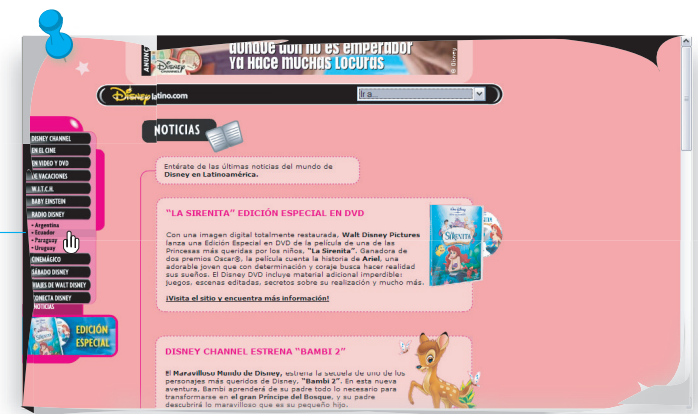 ANUNC
AUNQUE AÚN NO ES EMPERADOR
YA HACE MUCHAS LOCURAS
Disney
CHANNEL
© Disney
Disney latino.com
Ir a...
NOTICIAS
DISNEY CHANNEL
EN EL CINE
EN VIDEO Y DVD
DE VACACIONES
W.I.T.C.H.
BABY EINSTEIN
RADIO DISNEY
• Argentina
• Ecuador
• Paraguay
• Uruguay
CINEMÁGICO
SÁBADO DISNEY
VIAJES DE WALT DISNEY
CONECTA DISNEY
NOTICIAS
EDICIÓN
ESPECIAL
Entérate de las últimas noticias del mundo de
Disney en Latinoamérica.
"LA SIRENITA" EDICIÓN ESPECIAL EN DVD
Con una imagen digital totalmente restaurada, Walt Disney Pictures
lanza una Edición Especial en DVD de la película de una de las
Princesas más queridas por los niños, "La Sirenita". Ganadora de
dos premios Oscar®, la película cuenta la historia de Ariel, una
adorable joven que con determinación y coraje busca hacer realidad
sus sueños. El Disney DVD incluye material adicional imperdible:
juegos, escenas editadas, secretos sobre su realización y mucho más.
¡Visita el sitio y encuentra más información!
SIRENITA
DISNEY CHANNEL ESTRENA "BAMBI 2"
El Maravilloso Mundo de Disney, estrena la secuela de uno de los
personajes más queridos de Disney, "Bambi 2". En esta nueva
aventura, Bambi aprenderá de su padre todo lo necesario para
transformarse en el gran Príncipe del Bosque, y su padre
descubrirá lo maravilloso que es su pequeño hijo.